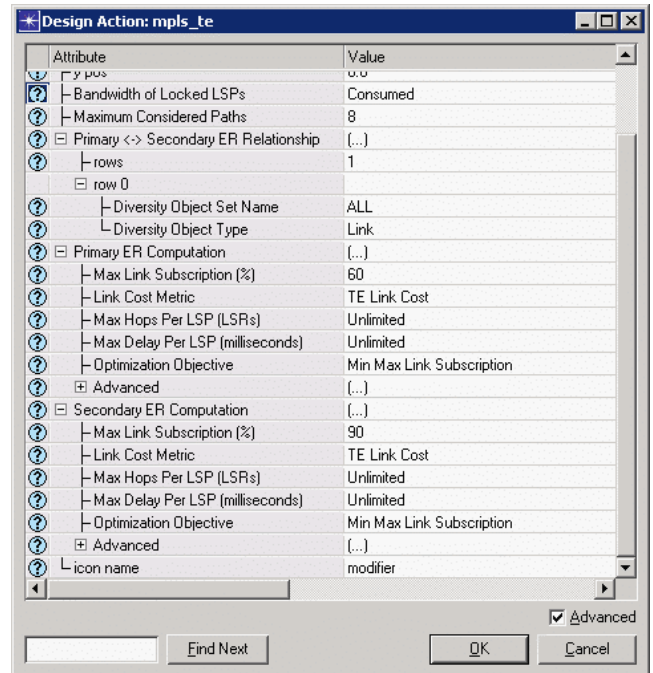 Design Action: mpls_te
Attribute Value
y pos 0.0
Bandwidth of Locked LSPs Consumed
Maximum Considered Paths 8
Primary <-> Secondary ER Relationship (...)
rows 1
row 0
Diversity Object Set Name ALL
Diversity Object Type Link
Primary ER Computation (...)
Max Link Subscription (%) 60
Link Cost Metric TE Link Cost
Max Hops Per LSP (LSRs) Unlimited
Max Delay Per LSP (milliseconds) Unlimited
Optimization Objective Min Max Link Subscription
Advanced (...)
Secondary ER Computation (...)
Max Link Subscription (%) 90
Link Cost Metric TE Link Cost
Max Hops Per LSP (LSRs) Unlimited
Max Delay Per LSP (milliseconds) Unlimited
Optimization Objective Min Max Link Subscription
Advanced (...)
icon name modifier
Advanced
Find Next OK Cancel